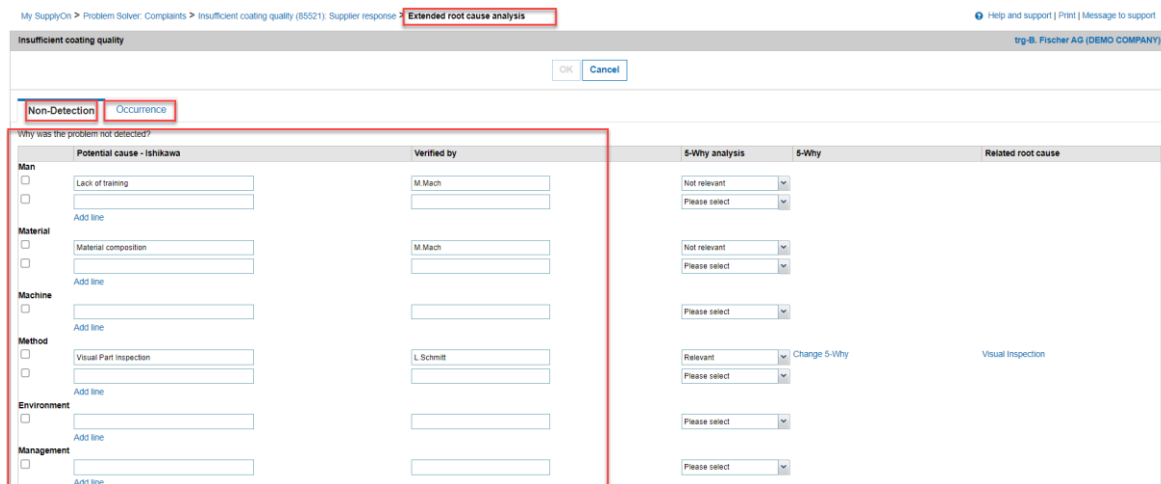 My SupplyOn > Problem Solver: Complaints > Insufficient coating quality (85521): Supplier response > Extended root cause analysis
Help and support | Print | Message to support
Insufficient coating quality
trg-B. Fischer AG (DEMO COMPANY)
OK Cancel
Non-Detection Occurrence
Why was the problem not detected?
Potential cause - Ishikawa Verified by 5-Why analysis 5-Why Related root cause
Man
Lack of training M.Mach Not relevant
Please select
Add line
Material
Material composition M.Mach Not relevant
Please select
Add line
Machine
Please select
Add line
Method
Visual Part Inspection L.Schmitt Relevant Change 5-Why Visual Inspection
Please select
Add line
Environment
Please select
Add line
Management
Please select
Add line